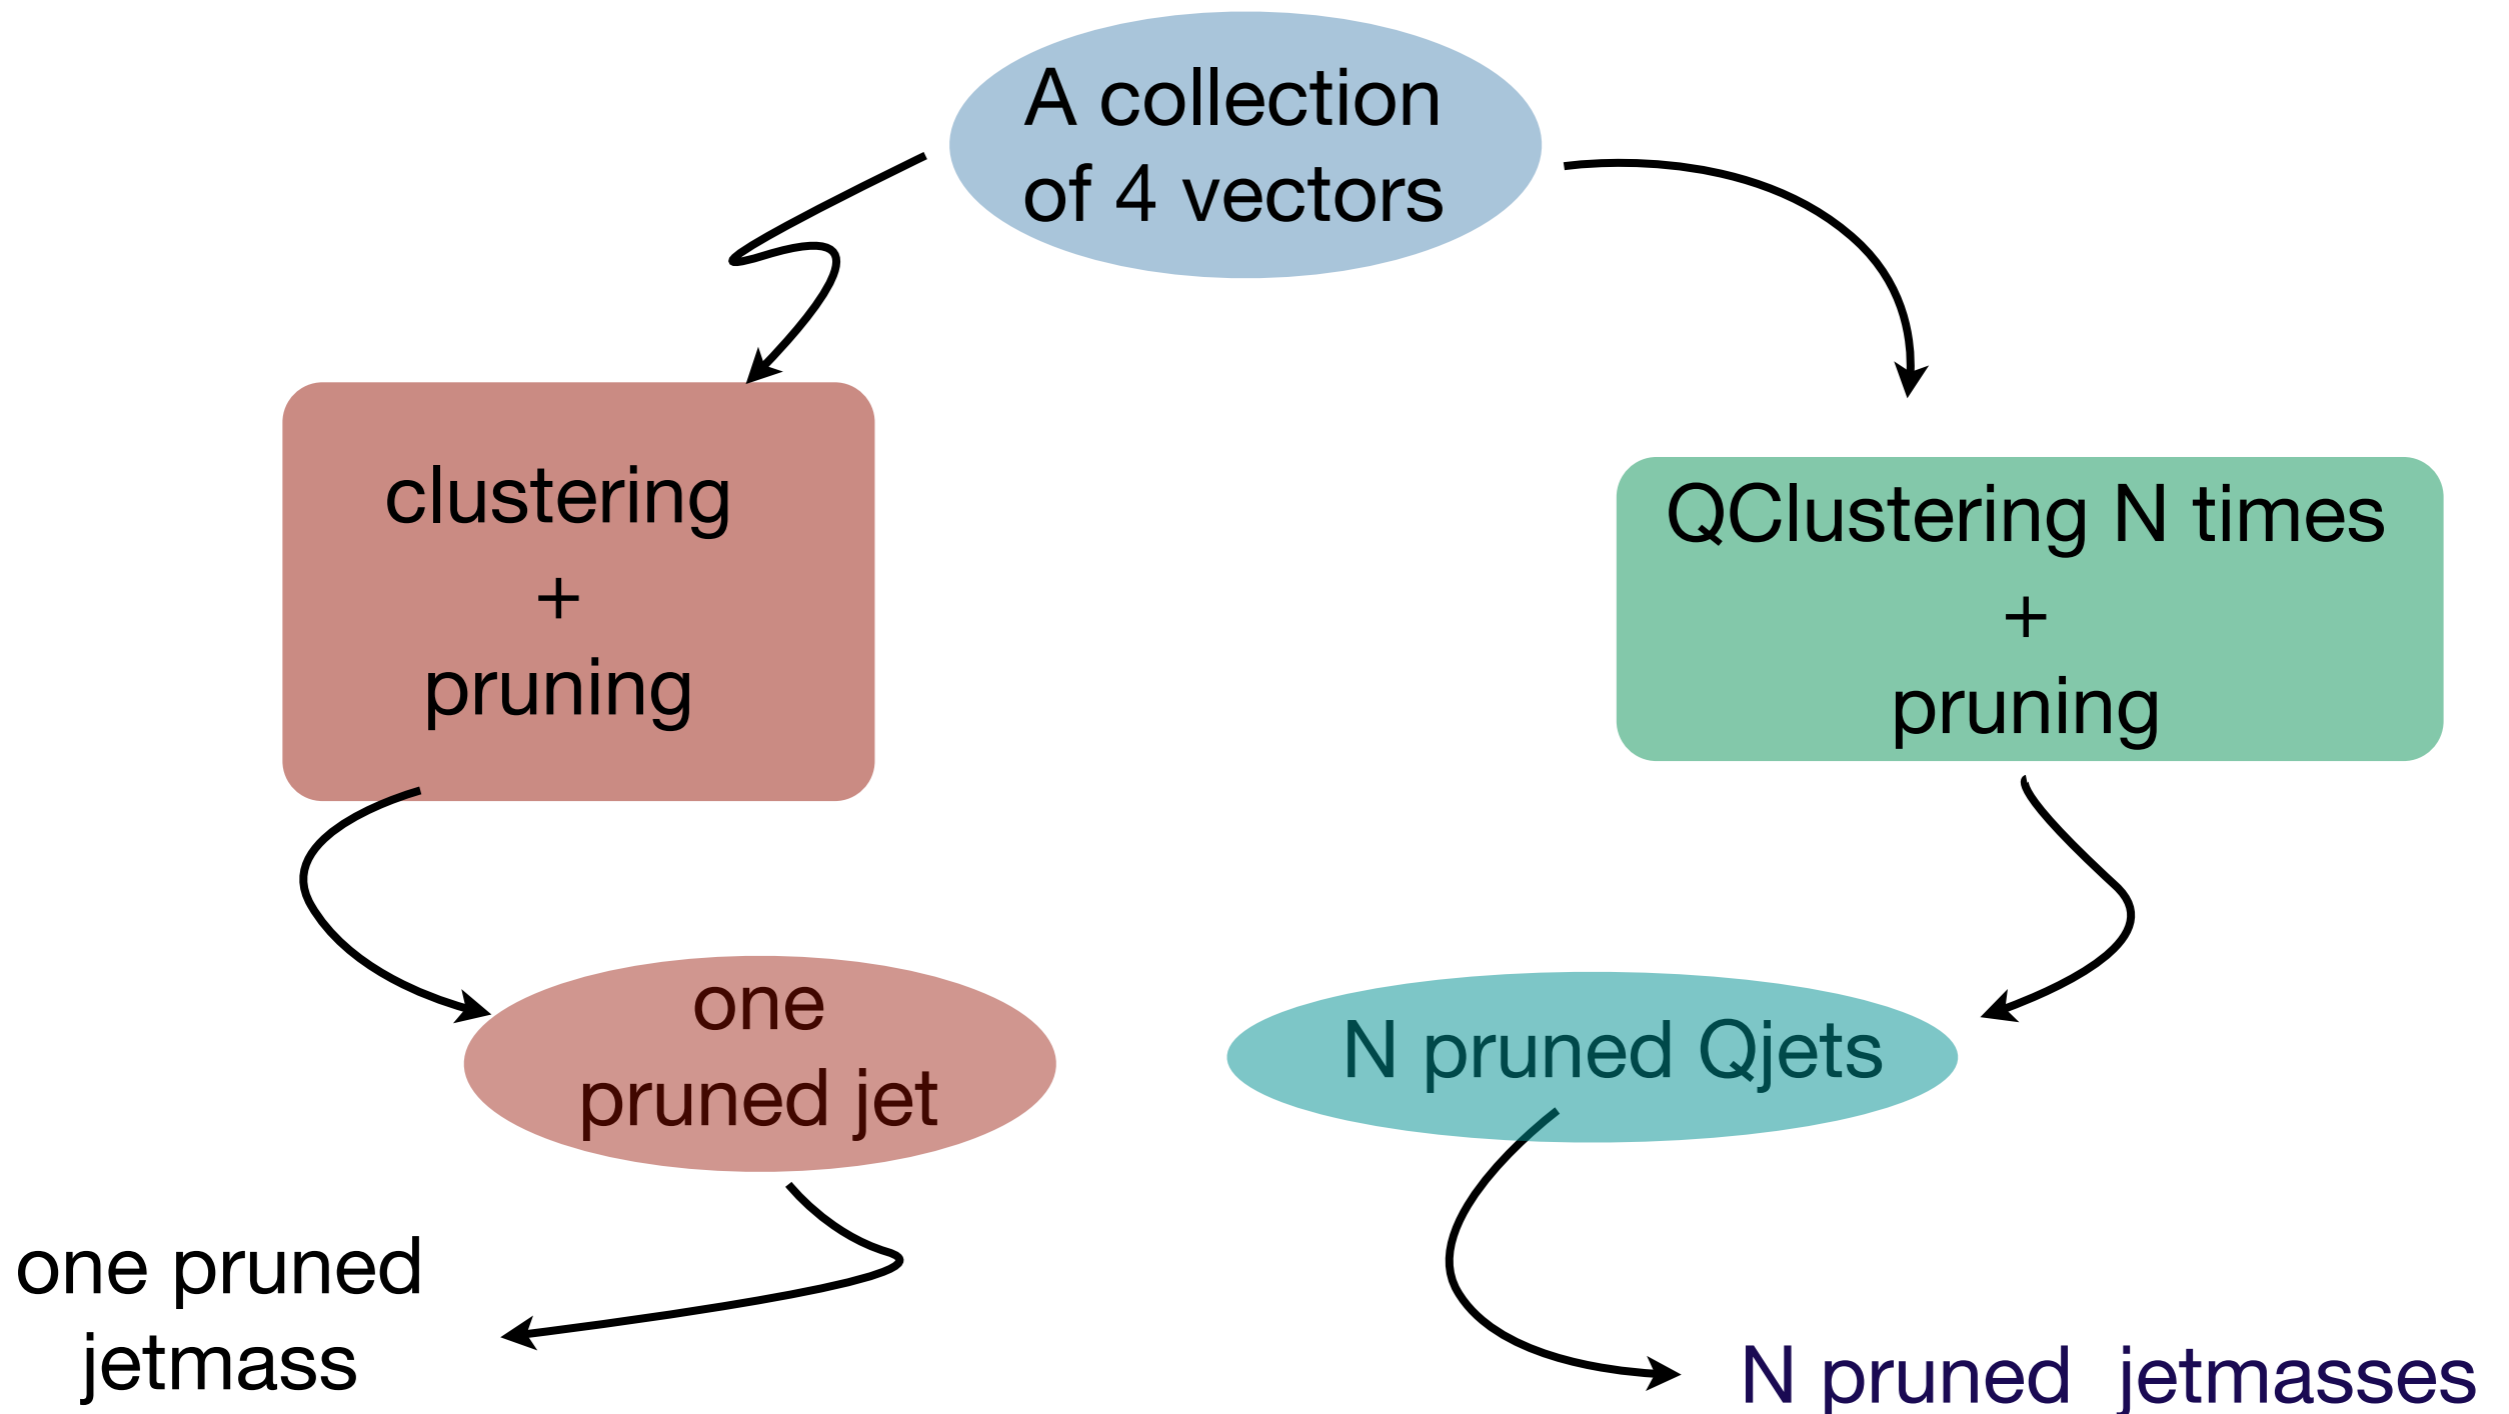 A collection
of 4 vectors
clustering
+
pruning
QClustering N times
+
pruning
one
pruned jet
N pruned Qjets
one pruned
jetmass
N pruned jetmasses